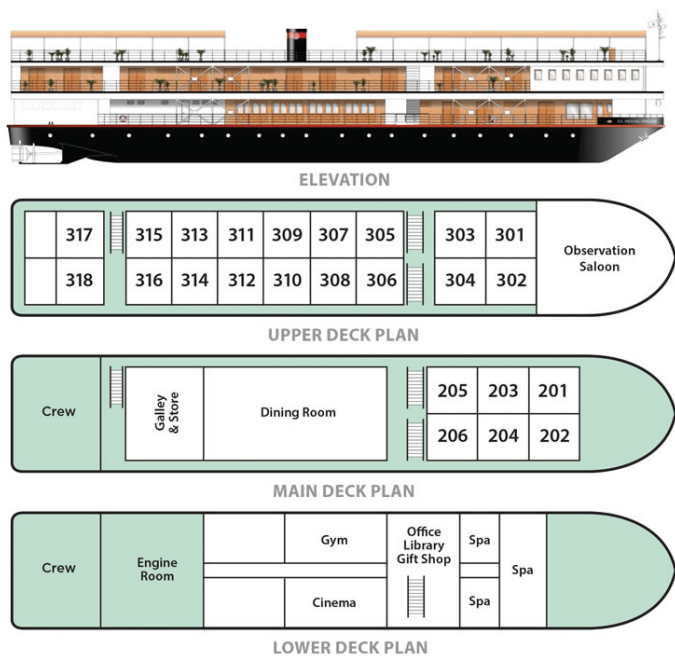 ELEVATION
317 315 313 311 309 307 305 303 301
318 316 314 312 310 308 306 304 302
Observation
Saloon
UPPER DECK PLAN
Crew
Galley
& Store
Dining Room
205 203 201
206 204 202
MAIN DECK PLAN
Crew
Engine
Room
Gym
Cinema
Office
Library
Gift Shop
Spa
Spa
Spa
LOWER DECK PLAN